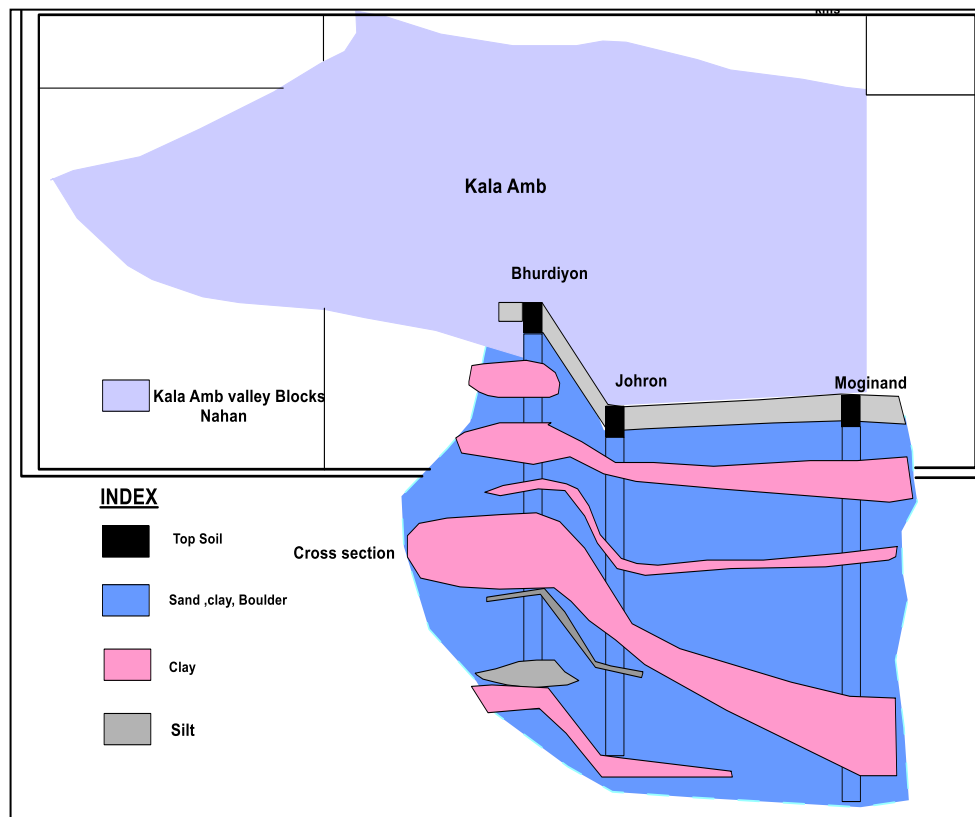 Kala Amb
Bhurdiyon
Johron
Moginand
Kala Amb valley Blocks
Nahan
INDEX
Top Soil
Cross section
Sand ,clay, Boulder
Clay
Silt